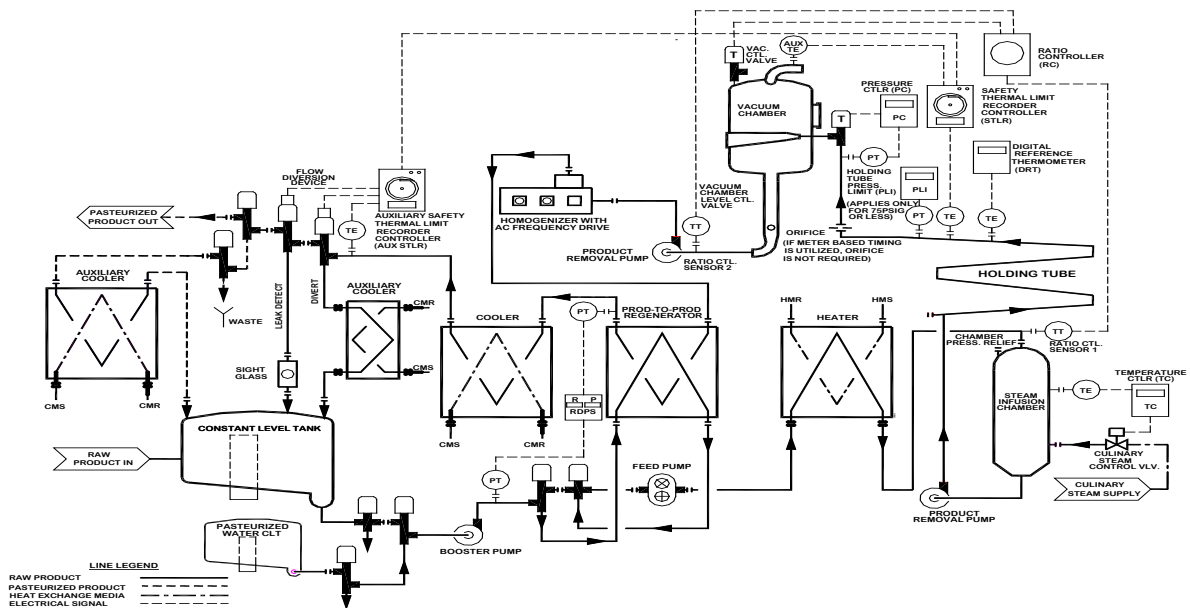 T
VAC.
CTL.
VALVE
AUX
TE
RATIO
CONTROLLER
(RC)
PRESSURE
CTLR (PC)
PC
SAFETY
THERMAL LIMIT
RECORDER
CONTROLLER
(STLR)
VACUUM
CHAMBER
T
PT
DIGITAL
REFERENCE
THERMOMETER
(DRT)
HOLDING
TUBE
PRESS.
LIMIT (PLI)
(APPLIES ONLY
FOR 75PSIG
OR LESS)
PLI
PT
TE
TE
FLOW
DIVERSION
DEVICE
TE
AUXILIARY SAFETY
THERMAL LIMIT
RECORDER
CONTROLLER
(AUX STLR)
PASTEURIZED
PRODUCT OUT
HOMOGENIZER WITH
AC FREQUENCY DRIVE
VACUUM
CHAMBER
LEVEL CTL.
VALVE
TT
PRODUCT
REMOVAL PUMP
RATIO CTL.
SENSOR 2
ORIFICE
(IF METER BASED TIMING
IS UTILIZED, ORIFICE
IS NOT REQUIRED)
HOLDING TUBE
AUXILIARY
COOLER
WASTE
LEAK DETECT
DIVERT
AUXILIARY
COOLER
CMR
CMS
COOLER
PT
PROD-TO-PROD
REGENERATOR
HMR
HMS
HEATER
CHAMBER
PRESS. RELIEF
TT
RATIO CTL.
SENSOR 1
SIGHT
GLASS
CMS
CMR
R P
RDPS
CMS
CMR
STEAM
INFUSION
CHAMBER
TE
TEMPERATURE
CTLR (TC)
TC
CULINARY
STEAM
CONTROL VLV.
CULINARY
STEAM SUPPLY
CONSTANT LEVEL TANK
RAW
PRODUCT IN
PT
FEED PUMP
PRODUCT
REMOVAL PUMP
PASTEURIZED
WATER CLT
BOOSTER PUMP
LINE LEGEND
RAW PRODUCT
PASTEURIZED PRODUCT
HEAT EXCHANGE MEDIA
ELECTRICAL SIGNAL